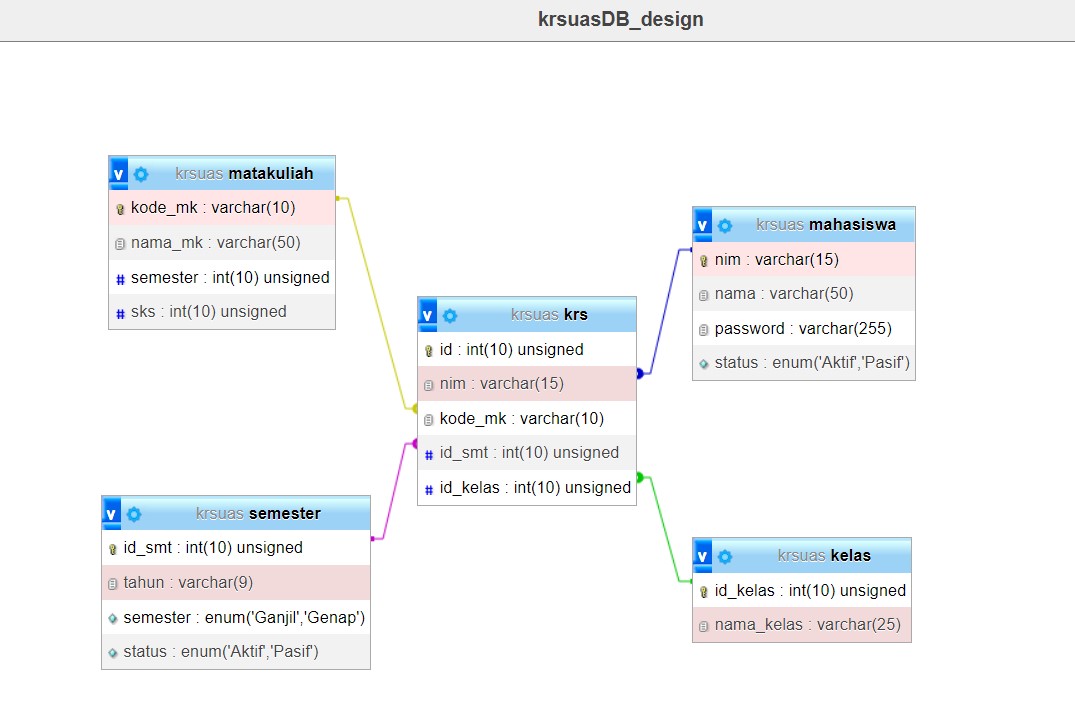 krsuasDB_design
v krsuas matakuliah
kode_mk : varchar(10)
nama_mk : varchar(50)
# semester : int(10) unsigned
# sks : int(10) unsigned
v krsuas mahasiswa
nim : varchar(15)
nama : varchar(50)
password : varchar(255)
status : enum('Aktif','Pasif')
v krsuas krs
id : int(10) unsigned
nim : varchar(15)
kode_mk : varchar(10)
# id_smt : int(10) unsigned
# id_kelas : int(10) unsigned
v krsuas semester
id_smt : int(10) unsigned
tahun : varchar(9)
semester : enum('Ganjil','Genap')
status : enum('Aktif','Pasif')
v krsuas kelas
id_kelas : int(10) unsigned
nama_kelas : varchar(25)